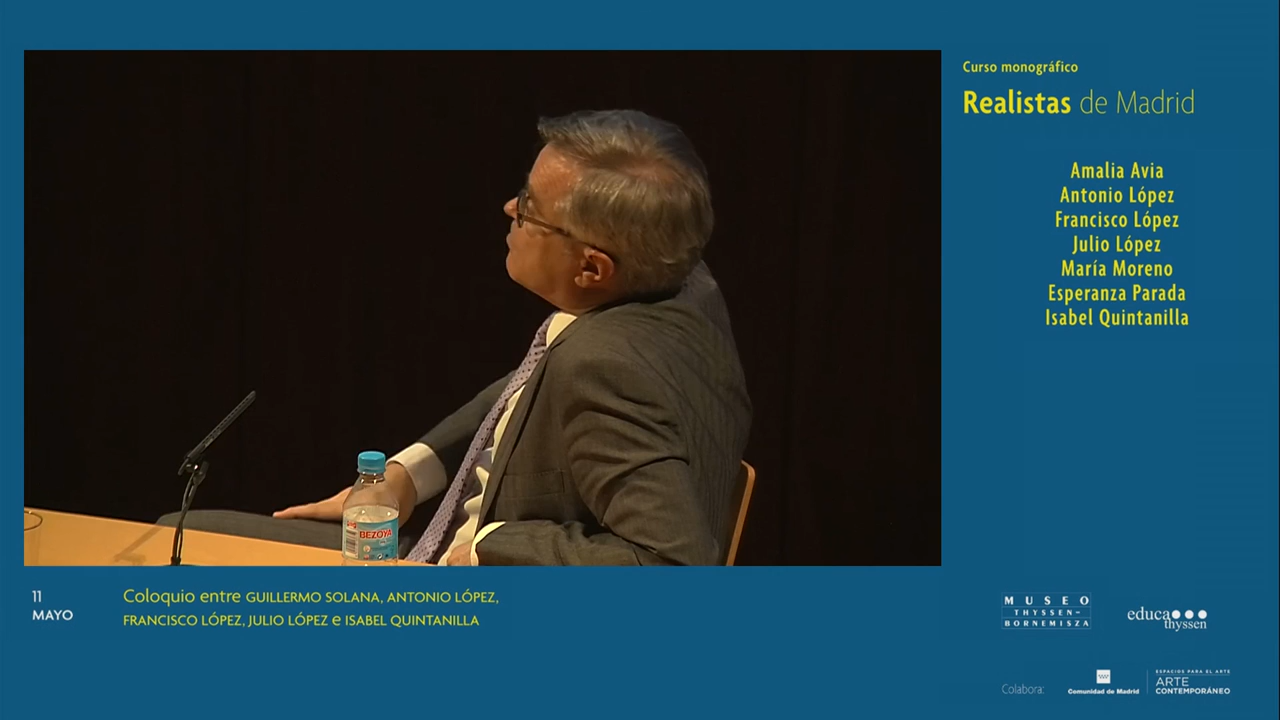 Curso monográfico
Realistas de Madrid
Amalia Avia
Antonio López
Francisco López
Julio López
María Moreno
Esperanza Parada
Isabel Quintanilla
BEZOYA
11
MAYO
Coloquio entre GUILLERMO SOLANA, ANTONIO LÓPEZ,
FRANCISCO LÓPEZ, JULIO LÓPEZ e ISABEL QUINTANILLA
MUSEO
THYSSEN-
BORNEMISZA
educa
thyssen
Colabora:
Comunidad de Madrid
ESPACIOS PARA EL ARTE
ARTE
CONTEMPORÁNEO